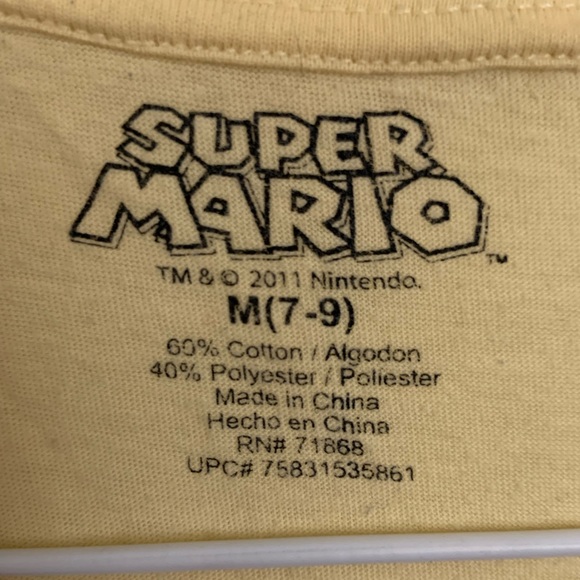 SUPER
MARIO™
TM & © 2011 Nintendo.
M(7-9)
60% Cotton / Algodon
40% Polyester / Poliester
Made in China
Hecho en China
RN# 71868
UPC# 75831535861